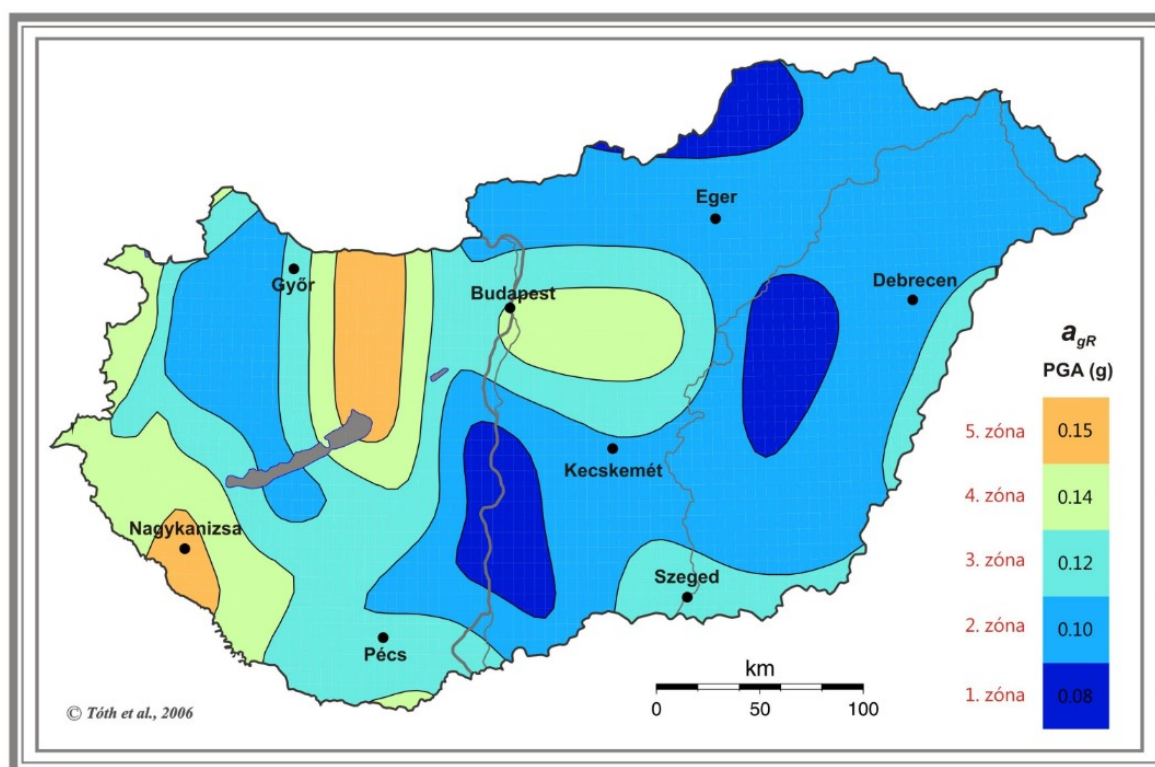 Eger
Győr
Budapest
Debrecen
a_gR
PGA (g)
5. zóna 0.15
Kecskemét
4. zóna 0.14
Nagykanizsa
3. zóna 0.12
Szeged
2. zóna 0.10
Pécs
km
1. zóna 0.08
0 50 100
© Tóth et al., 2006